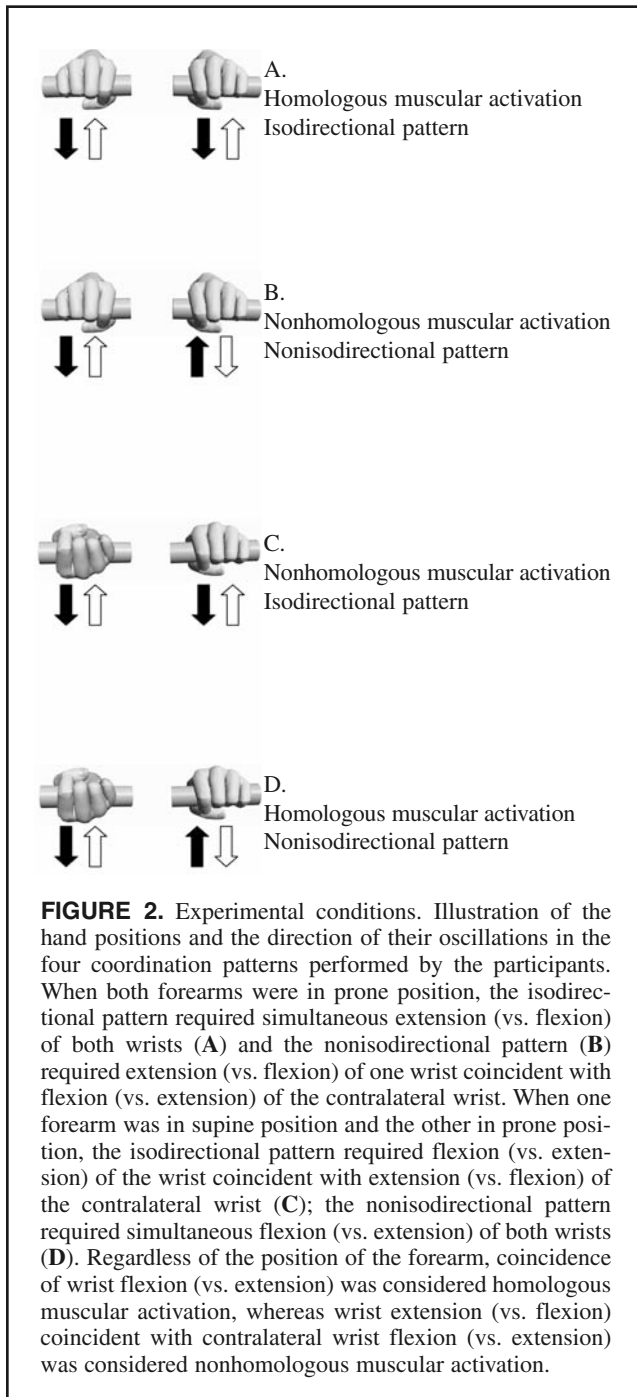 A.
Homologous muscular activation
Isodirectional pattern
B.
Nonhomologous muscular activation
Nonisodirectional pattern
C.
Nonhomologous muscular activation
Isodirectional pattern
D.
Homologous muscular activation
Nonisodirectional pattern
FIGURE 2. Experimental conditions. Illustration of the
hand positions and the direction of their oscillations in the
four coordination patterns performed by the participants.
When both forearms were in prone position, the isodirec-
tional pattern required simultaneous extension (vs. flexion)
of both wrists (A) and the nonisodirectional pattern (B)
required extension (vs. flexion) of one wrist coincident with
flexion (vs. extension) of the contralateral wrist. When one
forearm was in supine position and the other in prone posi-
tion, the isodirectional pattern required flexion (vs. exten-
sion) of the wrist coincident with extension (vs. flexion) of
the contralateral wrist (C); the nonisodirectional pattern
required simultaneous flexion (vs. extension) of both wrists
(D). Regardless of the position of the forearm, coincidence
of wrist flexion (vs. extension) was considered homologous
muscular activation, whereas wrist extension (vs. flexion)
coincident with contralateral wrist flexion (vs. extension)
was considered nonhomologous muscular activation.